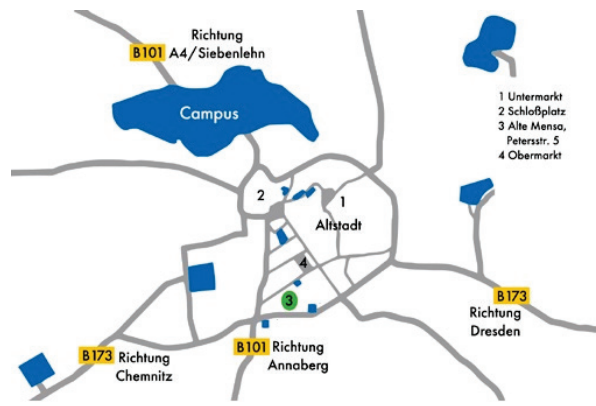 Richtung
B101 A4/Siebenlehn
Campus
1 Untermarkt
2 Schloßplatz
3 Alte Mensa,
Petersstr. 5
4 Obermarkt
2
1
Altstadt
4
3
B173
Richtung
Dresden
B173 Richtung
Chemnitz
B101 Richtung
Annaberg